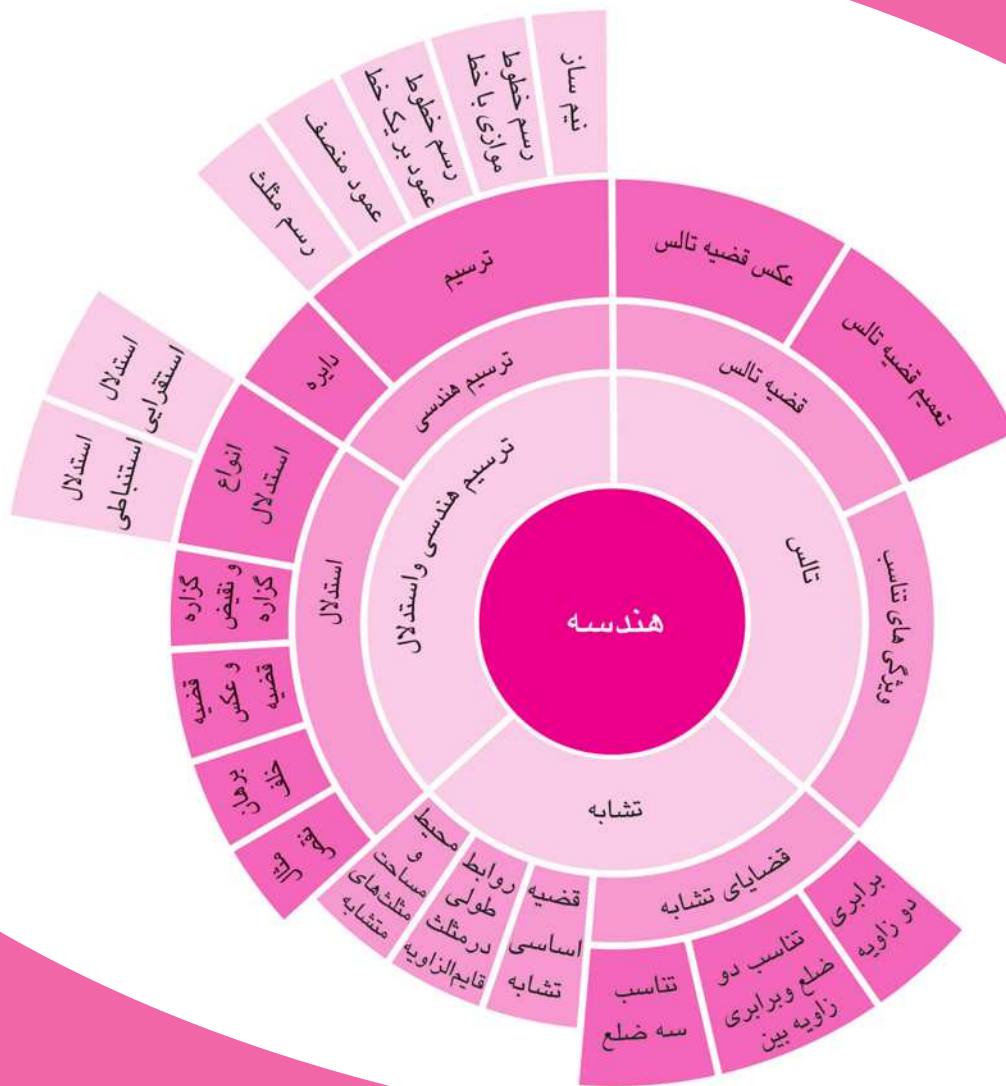 هندسه
تالس
قضیه تالس
عکس قضیه تالس
تعمیم قضیه تالس
ویژگی های تناسب
تشابه
قضایای تشابه
برابری
دو زاویه
تناسب دو
ضلع وبرابری
زاویه بین
تناسب
سه ضلع
قضیه
اساسی
تشابه
روابط
طولی
درمثلث
قایم‌الزاویه
محیط
و
مساحت
مثلث‌های
متشابه
ترسیم هندسی واستدلال
استدلال
مثال نقض
برهان
خلف
قضیه
و عکس
قضیه
گزاره
و نقیض
گزاره
انواع
استدلال
استدلال
استنباطی
استدلال
استقرایی
ترسیم هندسی
دایره
ترسیم
رسم مثلث
عمود منصف
رسم خطوط
عمود بر یک خط
رسم خطوط
موازی با خط
نیم ساز